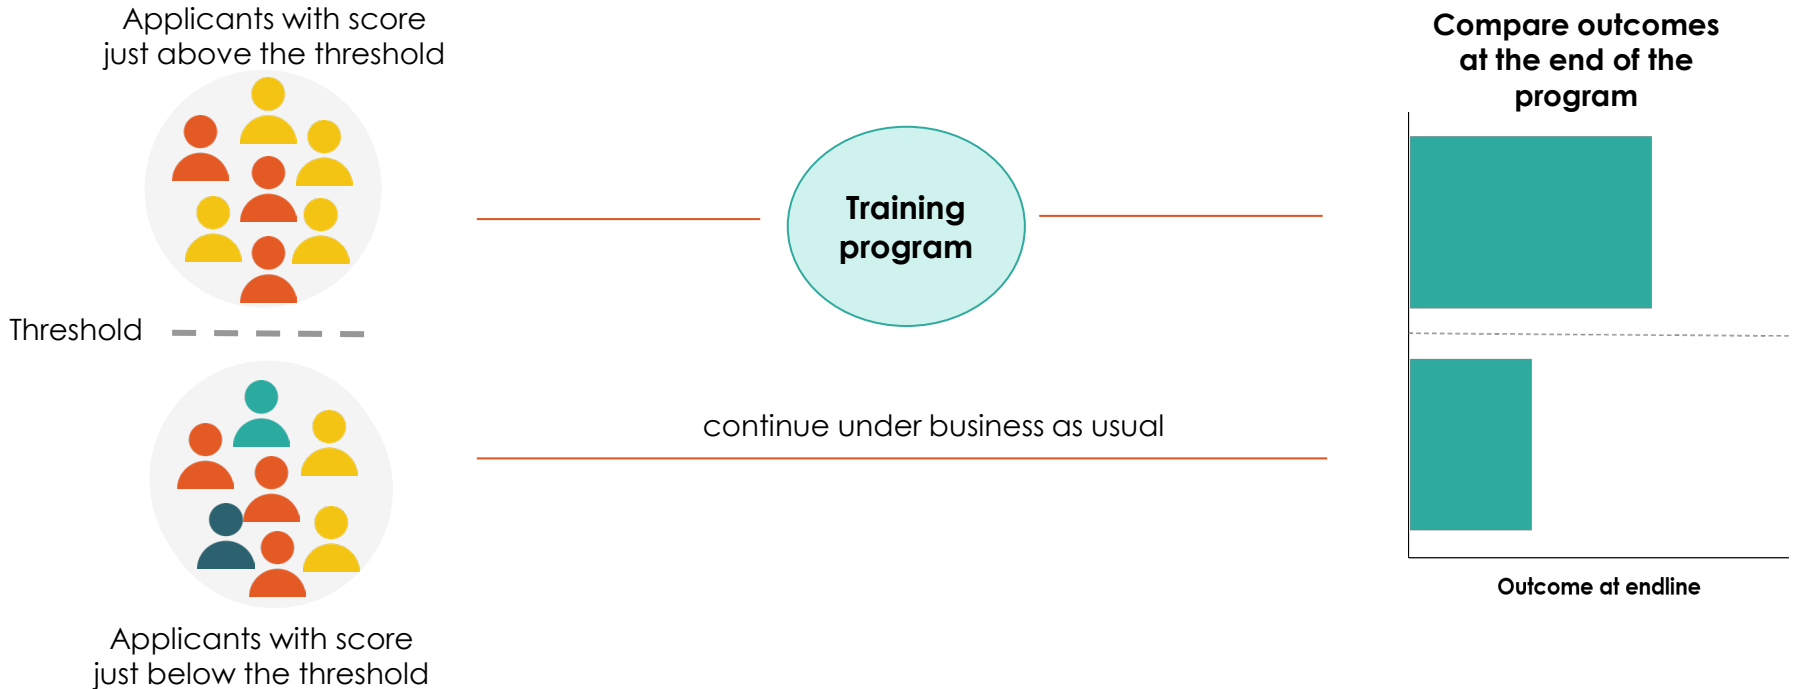 Applicants with score
just above the threshold
Compare outcomes
at the end of the
program
Training
program
Threshold
continue under business as usual
Outcome at endline
Applicants with score
just below the threshold